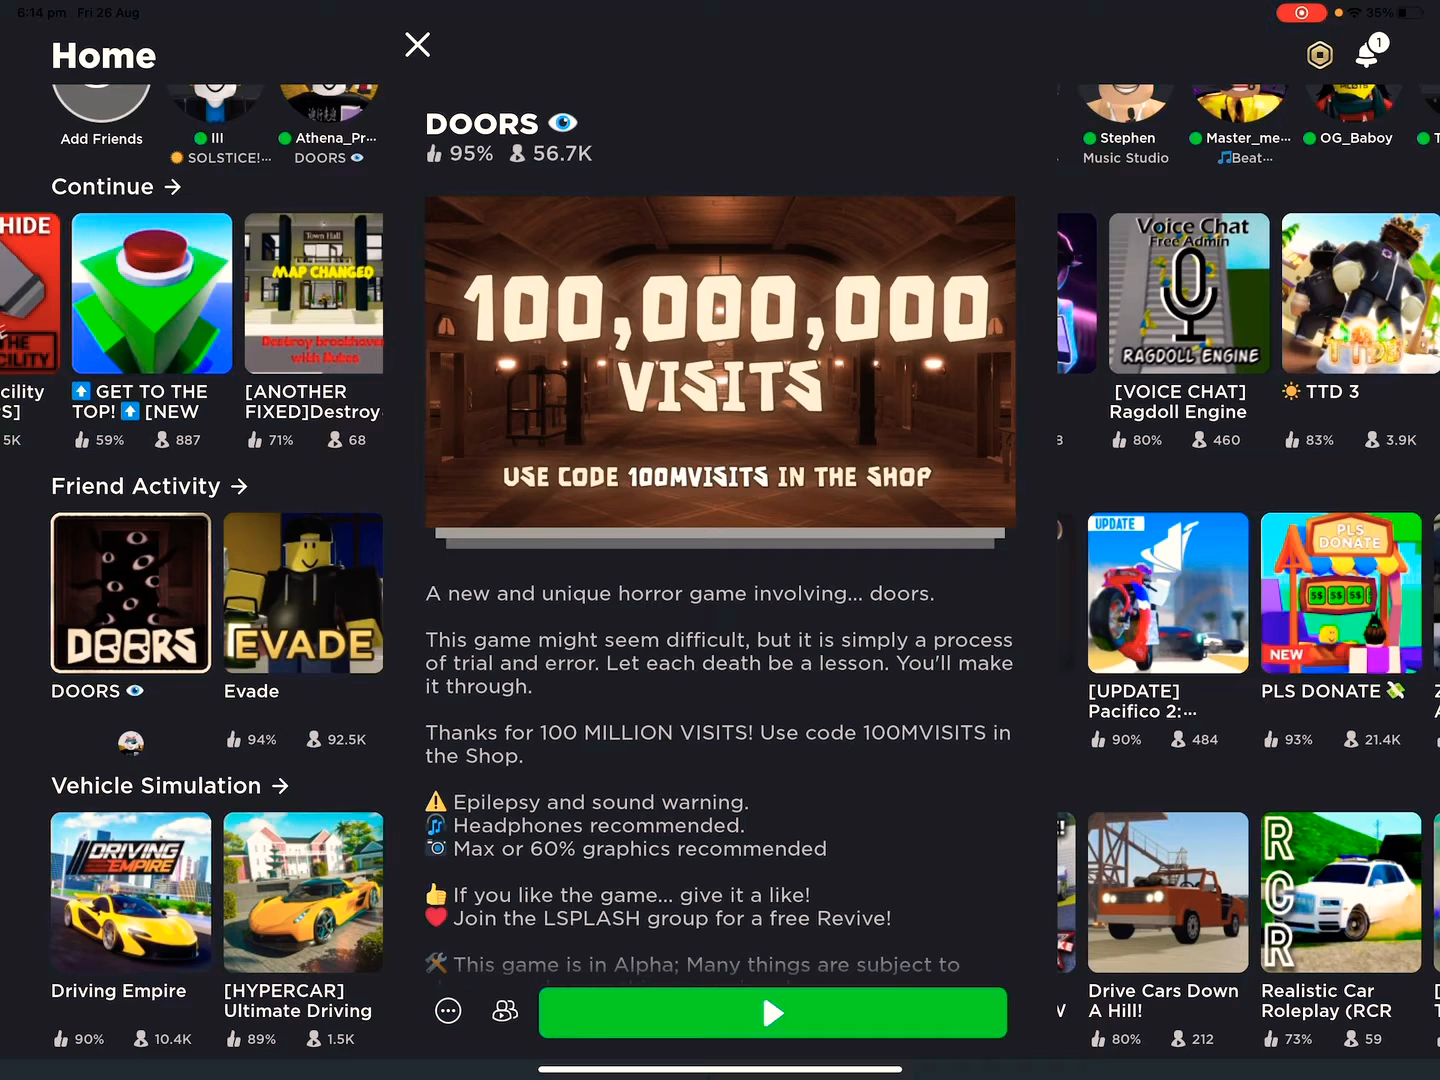 6:14 pm Fri 26 Aug
35%
Home
1
Add Friends
III
SOLSTICE!...
Athena_Pr...
DOORS
Stephen
Music Studio
Master_me...
Beat...
OG_Baboy
DOORS
95% 56.7K
100,000,000
VISITS
USE CODE 100MVISITS IN THE SHOP
A new and unique horror game involving... doors.
This game might seem difficult, but it is simply a process
of trial and error. Let each death be a lesson. You'll make
it through.
Thanks for 100 MILLION VISITS! Use code 100MVISITS in
the Shop.
Epilepsy and sound warning.
Headphones recommended.
Max or 60% graphics recommended
If you like the game... give it a like!
Join the LSPLASH group for a free Revive!
This game is in Alpha; Many things are subject to
Continue
HIDE
THE
CILITY
cility
S]
5K
GET TO THE
TOP! [NEW
59% 887
Town Hall
MAP CHANGED
Destroy brookhaven
with Nukes
[ANOTHER
FIXED]Destroy
71% 68
Voice Chat
Free Admin
RAGDOLL ENGINE
[VOICE CHAT]
Ragdoll Engine
80% 460
TTD3
TTD 3
83% 3.9K
Friend Activity
DOORS
DOORS
EVADE
Evade
94% 92.5K
UPDATE
[UPDATE]
Pacifico 2:...
90% 484
PLS
DONATE
NEW
PLS DONATE
93% 21.4K
Vehicle Simulation
DRIVING
EMPIRE
Driving Empire
90% 10.4K
[HYPERCAR]
Ultimate Driving
89% 1.5K
Drive Cars Down
A Hill!
80% 212
RCR
Realistic Car
Roleplay (RCR
73% 59